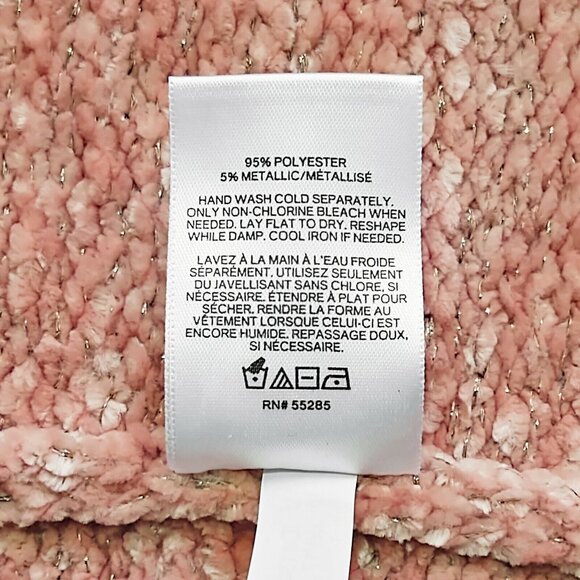 95% POLYESTER
5% METALLIC/MÉTALLISÉ
HAND WASH COLD SEPARATELY.
ONLY NON-CHLORINE BLEACH WHEN
NEEDED. LAY FLAT TO DRY. RESHAPE
WHILE DAMP. COOL IRON IF NEEDED.
LAVEZ À LA MAIN À L'EAU FROIDE
SÉPARÉMENT. UTILISEZ SEULEMENT
DU JAVELLISANT SANS CHLORE, SI
NÉCESSAIRE. ÉTENDRE À PLAT POUR
SÉCHER. RENDRE LA FORME AU
VÊTEMENT LORSQUE CELUI-CI EST
ENCORE HUMIDE. REPASSAGE DOUX,
SI NÉCESSAIRE.
RN# 55285